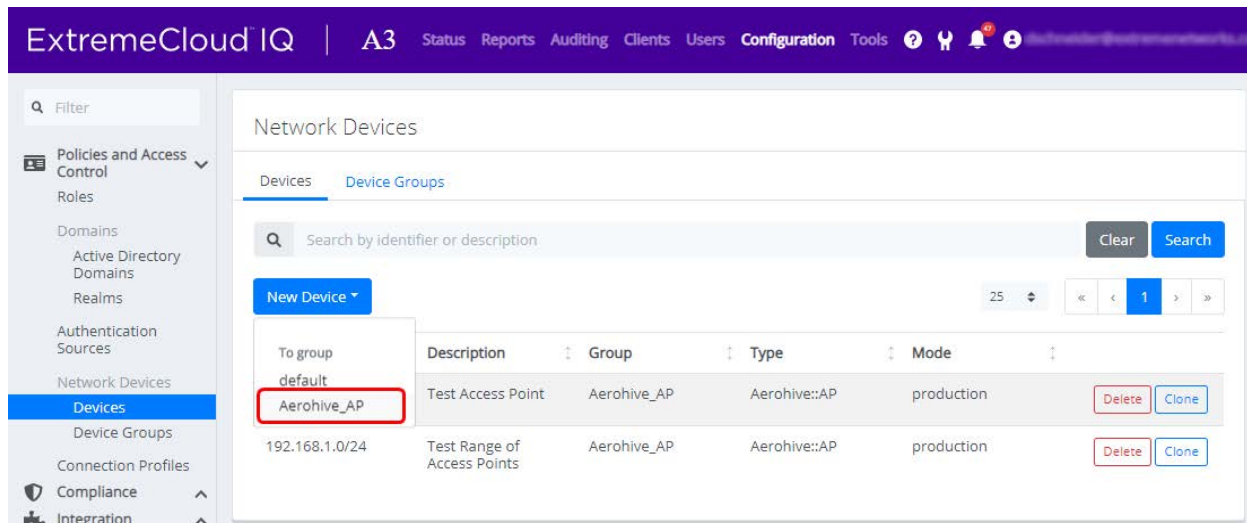 ExtremeCloud™ IQ | A3 Status Reports Auditing Clients Users Configuration Tools
Filter
Policies and Access
Control
Roles
Domains
Active Directory
Domains
Realms
Authentication
Sources
Network Devices
Devices
Device Groups
Connection Profiles
Compliance
Integration
Network Devices
Devices Device Groups
Search by identifier or description Clear Search
New Device 25 « ‹ 1 › »
To group
default
Aerohive_AP
Description Group Type Mode
Test Access Point Aerohive_AP Aerohive::AP production Delete Clone
192.168.1.0/24 Test Range of Aerohive_AP Aerohive::AP production Delete Clone
Access Points